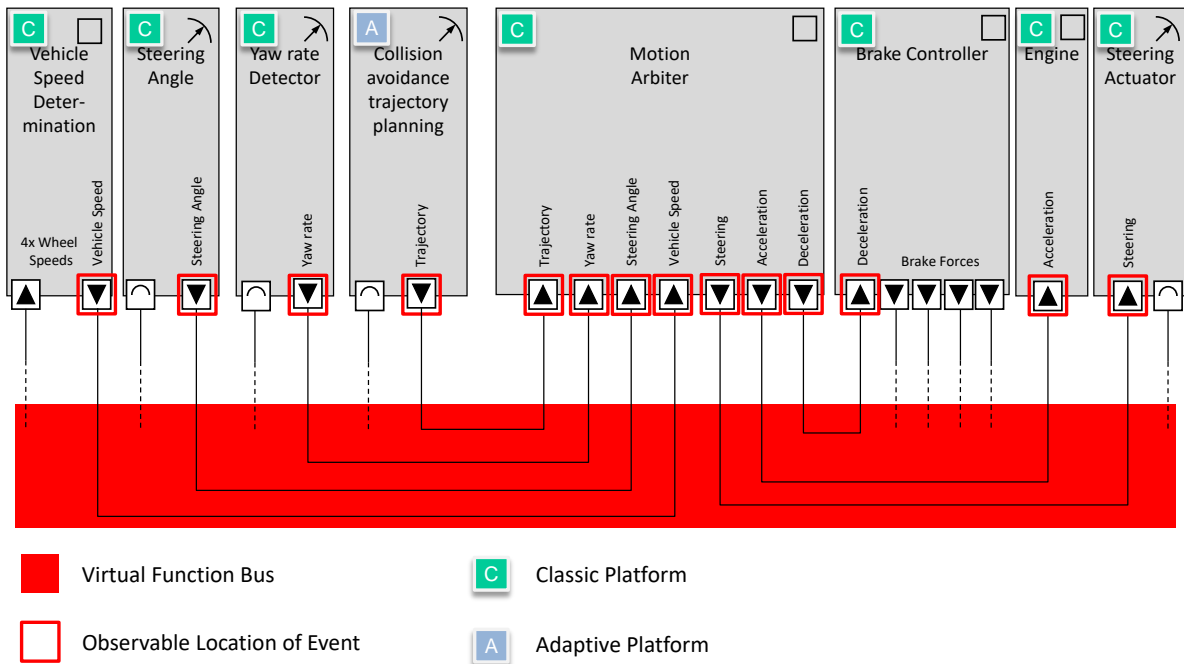 C
Vehicle
Speed
Deter-
mination
4x Wheel
Speeds
Vehicle Speed
C
Steering
Angle
Steering Angle
C
Yaw rate
Detector
Yaw rate
A
Collision
avoidance
trajectory
planning
Trajectory
C
Motion
Arbiter
Trajectory
Yaw rate
Steering Angle
Vehicle Speed
Steering
Acceleration
Deceleration
C
Brake Controller
Deceleration
Brake Forces
C
Engine
Acceleration
C
Steering
Actuator
Steering
Virtual Function Bus
C
Classic Platform
Observable Location of Event
A
Adaptive Platform